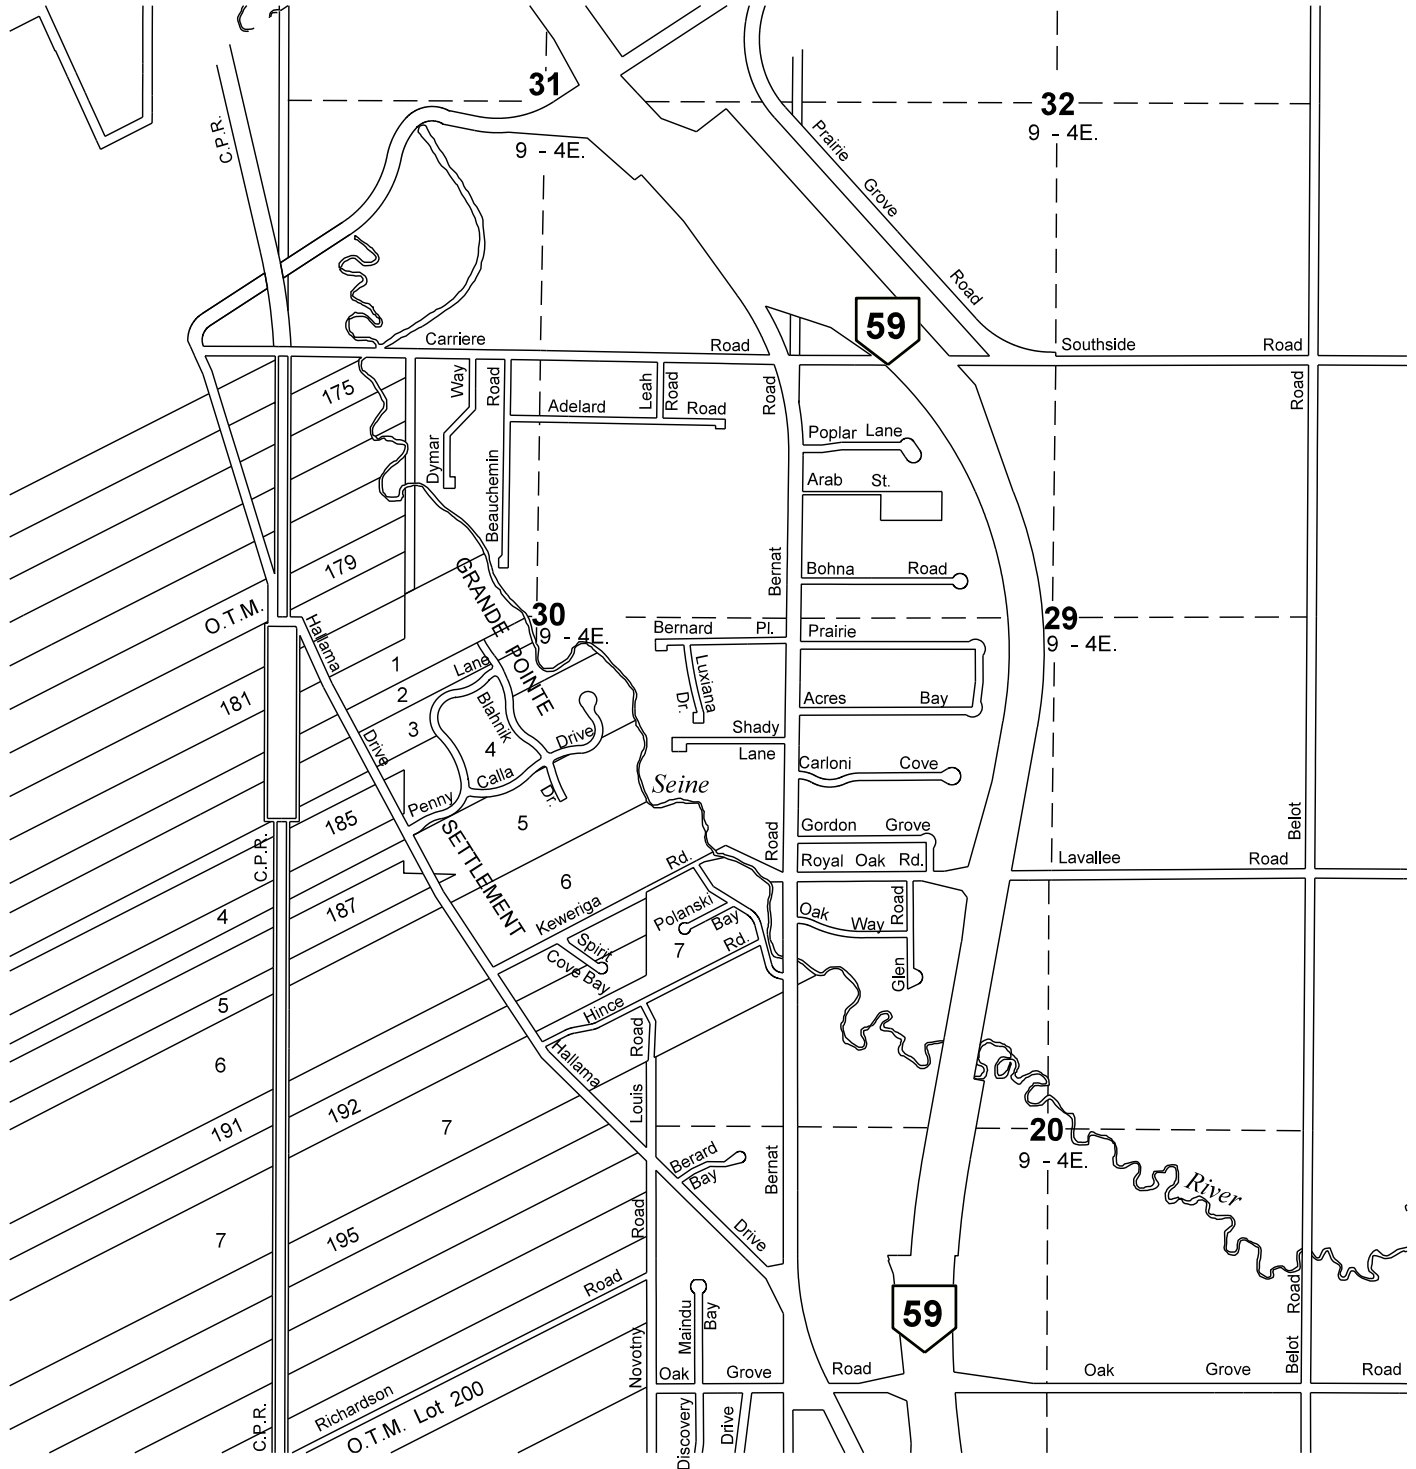 31
9 - 4E.
32
9 - 4E.
C.P.R.
Prairie Grove Road
59
Carriere Road
Southside Road
175
Dymar Way
Beauchemin Road
Adelard Road
Leah Road
Bernat Road
Belot Road
Poplar Lane
Arab St.
179
O.T.M.
181
Bohna Road
GRANDE POINTE SETTLEMENT
30
9 - 4E.
29
9 - 4E.
Bernard Pl.
Luxiana Dr.
Prairie Acres Bay
Shady Lane
Carloni Cove
Hallama Drive
1
2
3
4
5
6
7
Blahnik Lane
Penny Calla Drive
Dr.
Seine
185
187
C.P.R.
Gordon Grove
Royal Oak Rd.
Lavallee Road
Keweriga Rd.
Polanski Bay
Spirit Cove Bay
Hince Rd.
Oak Way
Glen Road
4
5
6
191
192
7
7
195
Hallama Drive
Louis Road
Berard Bay
Bernat Road
20
9 - 4E.
River
59
Novotny Road
Maindu Bay
Richardson Road
O.T.M. Lot 200
C.P.R.
Oak Grove Road
Oak Grove Road
Belot Road
Discovery Drive